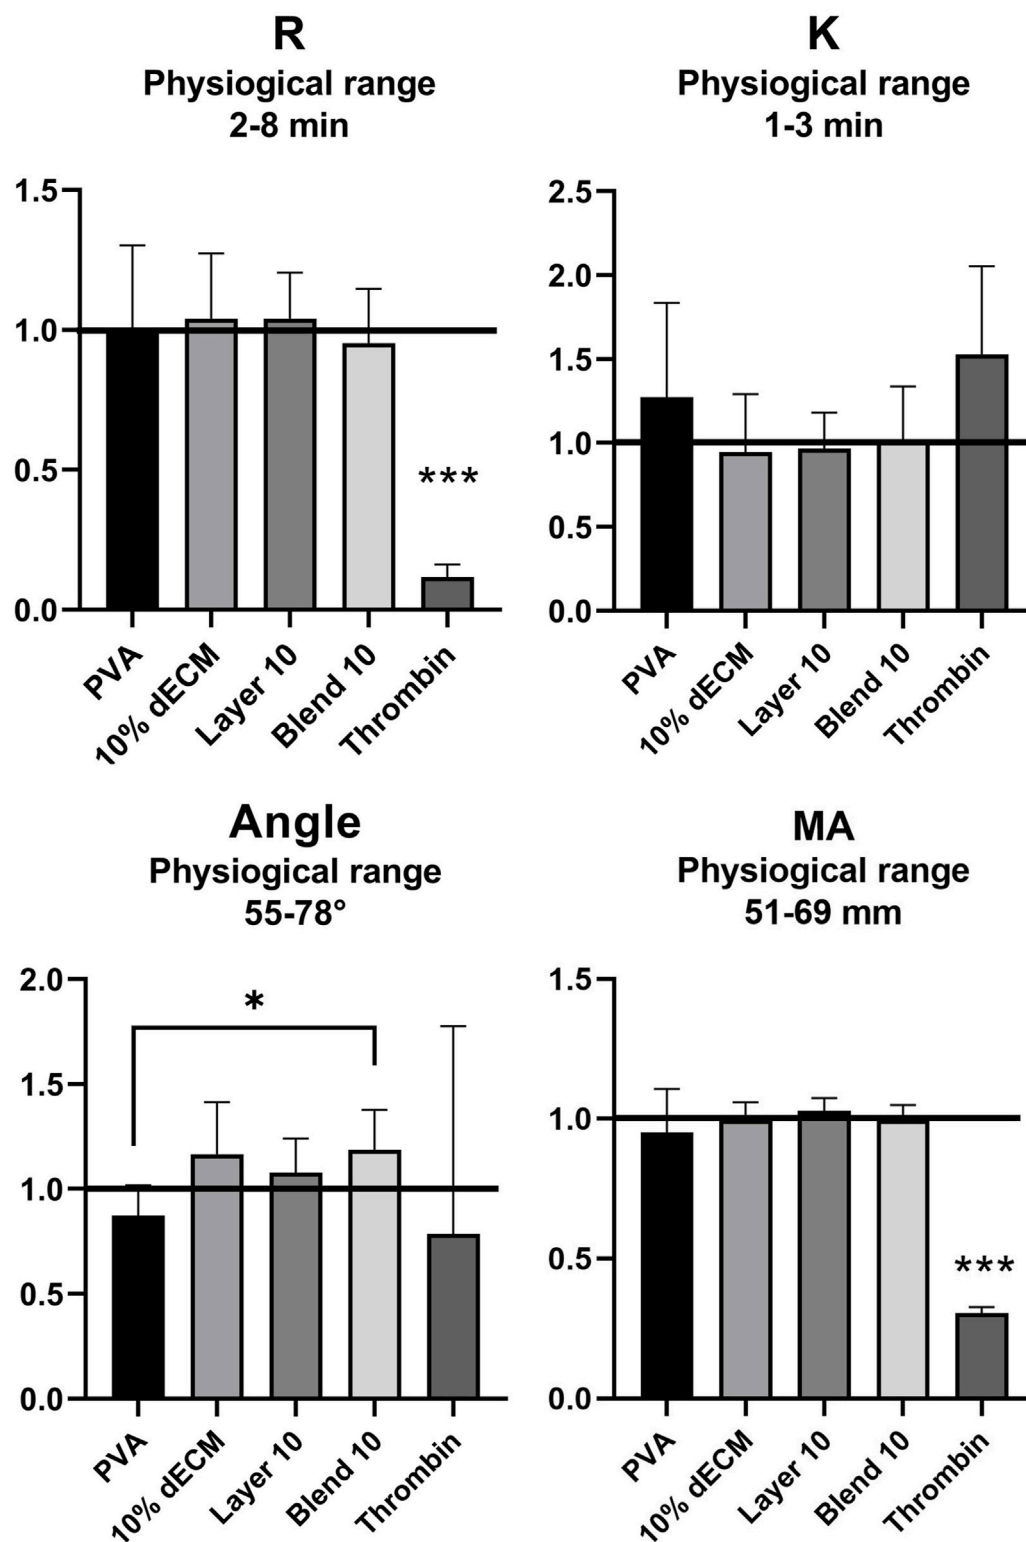 R
Physiogical range
2-8 min
1.5
1.0
0.5
0.0
***
PVA
10% dECM
Layer 10
Blend 10
Thrombin
K
Physiogical range
1-3 min
2.5
2.0
1.5
1.0
0.5
0.0
PVA
10% dECM
Layer 10
Blend 10
Thrombin
Angle
Physiogical range
55-78°
2.0
1.5
1.0
0.5
0.0
*
PVA
10% dECM
Layer 10
Blend 10
Thrombin
MA
Physiogical range
51-69 mm
1.5
1.0
0.5
0.0
***
PVA
10% dECM
Layer 10
Blend 10
Thrombin